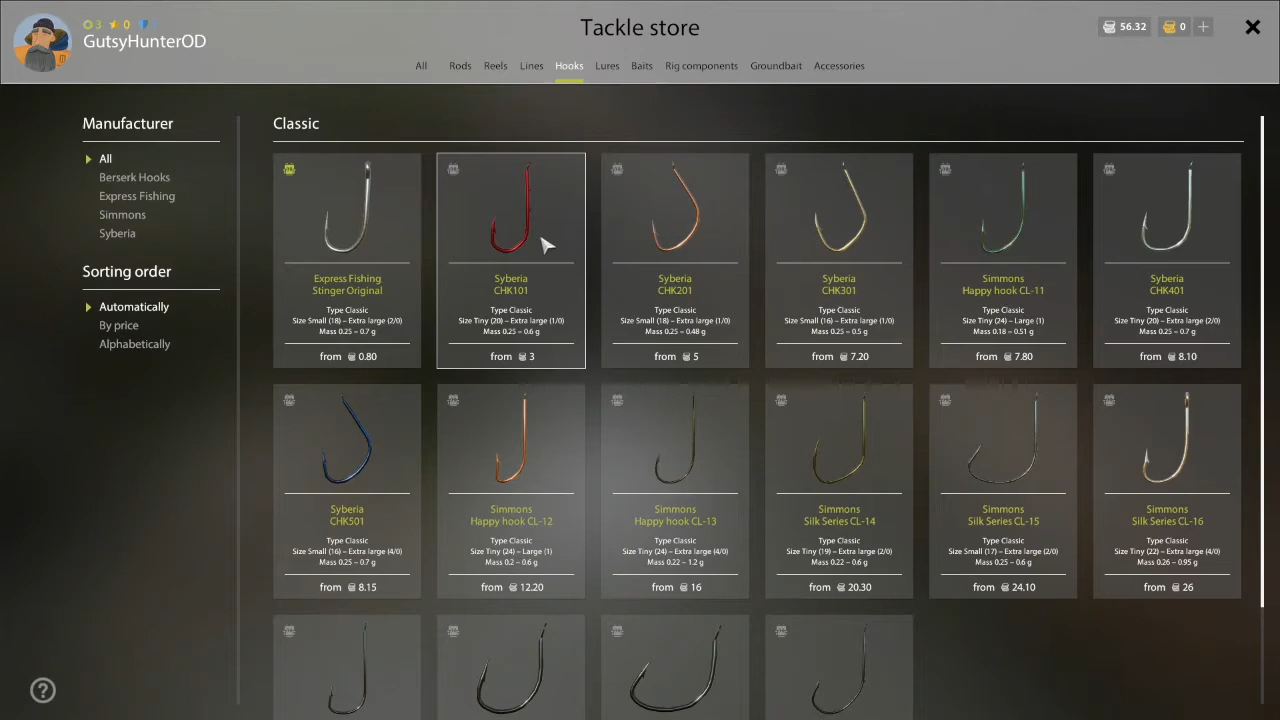 3 0
GutsyHunterOD
Tackle store
56.32 0
All Rods Reels Lines Hooks Lures Baits Rig components Groundbait Accessories
Manufacturer
All
Berserk Hooks
Express Fishing
Simmons
Syberia
Sorting order
Automatically
By price
Alphabetically
Classic
Express Fishing
Stinger Original
Type Classic
Size Small (18) – Extra large (2/0)
Mass 0.25 – 0.7 g
from 0.80
Syberia
CHK101
Type Classic
Size Tiny (20) – Extra large (1/0)
Mass 0.25 – 0.6 g
from 3
Syberia
CHK201
Type Classic
Size Small (18) – Extra large (1/0)
Mass 0.25 – 0.48 g
from 5
Syberia
CHK301
Type Classic
Size Small (16) – Extra large (1/0)
Mass 0.25 – 0.5 g
from 7.20
Simmons
Happy hook CL-11
Type Classic
Size Tiny (24) – Large (1)
Mass 0.18 – 0.51 g
from 7.80
Syberia
CHK401
Type Classic
Size Tiny (20) – Extra large (2/0)
Mass 0.25 – 0.7 g
from 8.10
Syberia
CHK501
Type Classic
Size Small (16) – Extra large (4/0)
Mass 0.25 – 0.7 g
from 8.15
Simmons
Happy hook CL-12
Type Classic
Size Tiny (24) – Large (1)
Mass 0.2 – 0.6 g
from 12.20
Simmons
Happy hook CL-13
Type Classic
Size Tiny (24) – Extra large (4/0)
Mass 0.22 – 1.2 g
from 16
Simmons
Silk Series CL-14
Type Classic
Size Tiny (19) – Extra large (2/0)
Mass 0.22 – 0.6 g
from 20.30
Simmons
Silk Series CL-15
Type Classic
Size Small (17) – Extra large (2/0)
Mass 0.25 – 0.6 g
from 24.10
Simmons
Silk Series CL-16
Type Classic
Size Tiny (22) – Extra large (4/0)
Mass 0.26 – 0.95 g
from 26
?